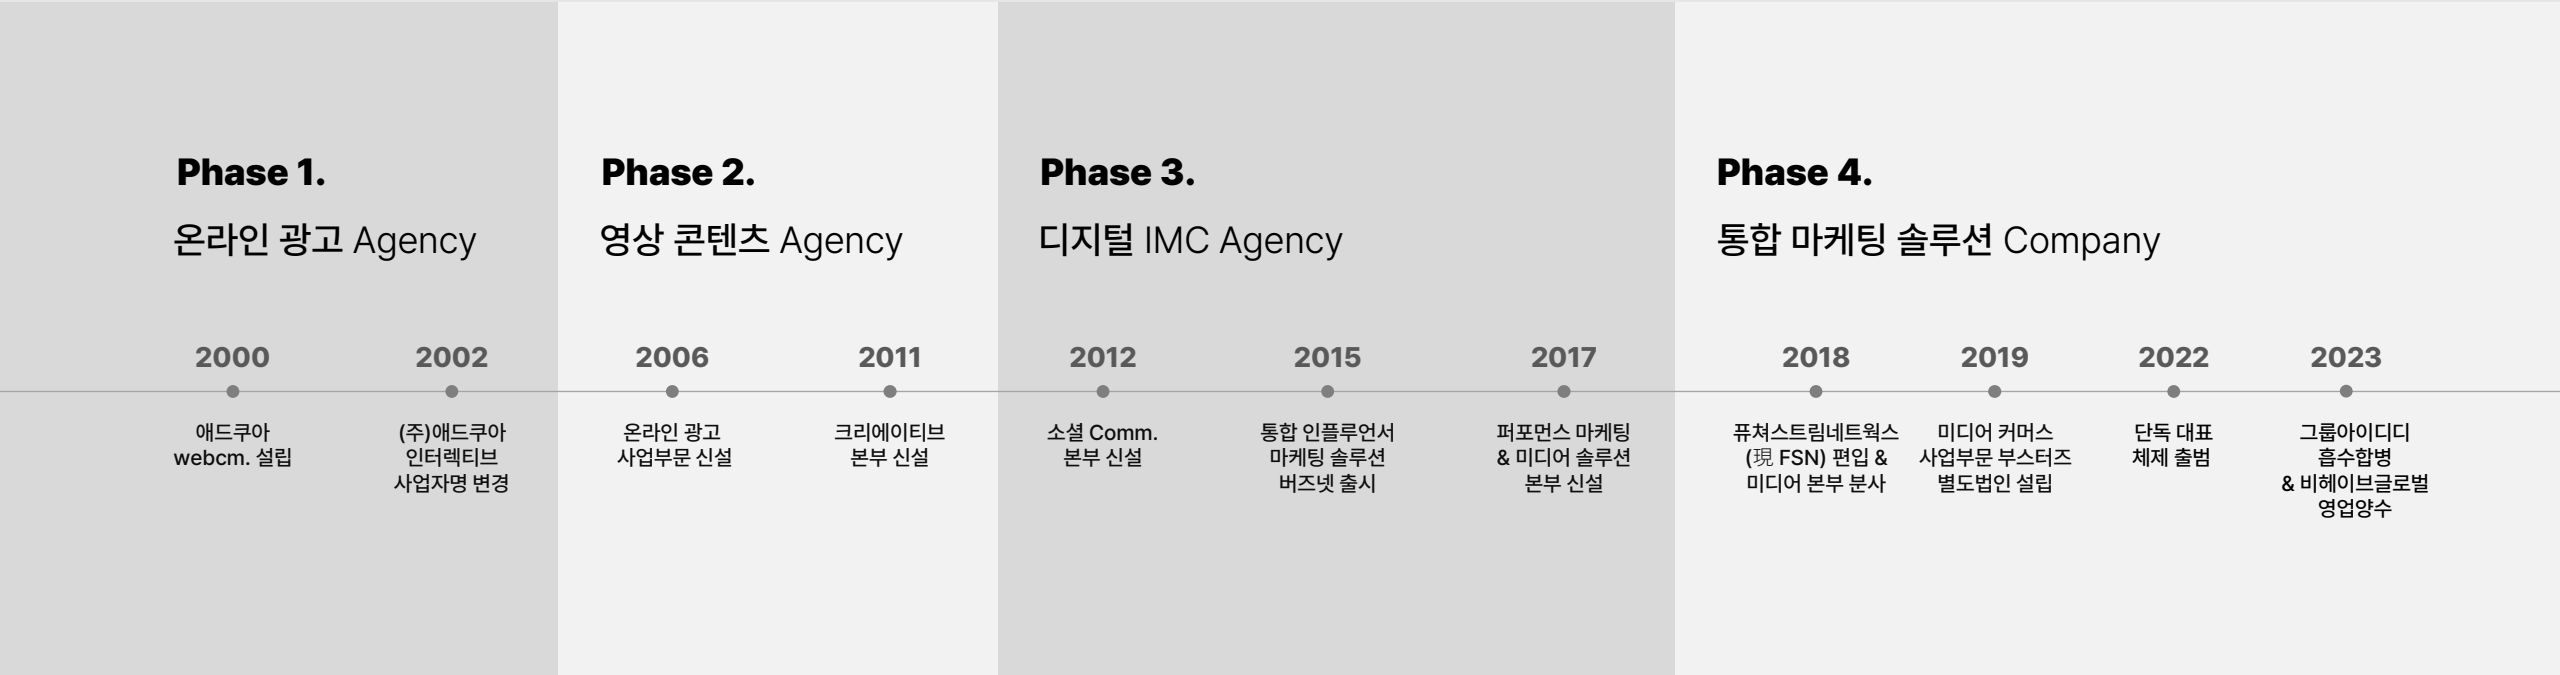 Phase 1.
온라인 광고 Agency
2000
애드쿠아
webcm. 설립
2002
(주)애드쿠아
인터렉티브
사업자명 변경
Phase 2.
영상 콘텐츠 Agency
2006
온라인 광고
사업부문 신설
2011
크리에이티브
본부 신설
Phase 3.
디지털 IMC Agency
2012
소셜 Comm.
본부 신설
2015
통합 인플루언서
마케팅 솔루션
버즈넷 출시
2017
퍼포먼스 마케팅
& 미디어 솔루션
본부 신설
Phase 4.
통합 마케팅 솔루션 Company
2018
퓨쳐스트림네트웍스
(現 FSN) 편입 &
미디어 본부 분사
2019
미디어 커머스
사업부문 부스터즈
별도법인 설립
2022
단독 대표
체제 출범
2023
그룹아이디디
흡수합병
& 비헤이브글로벌
영업양수